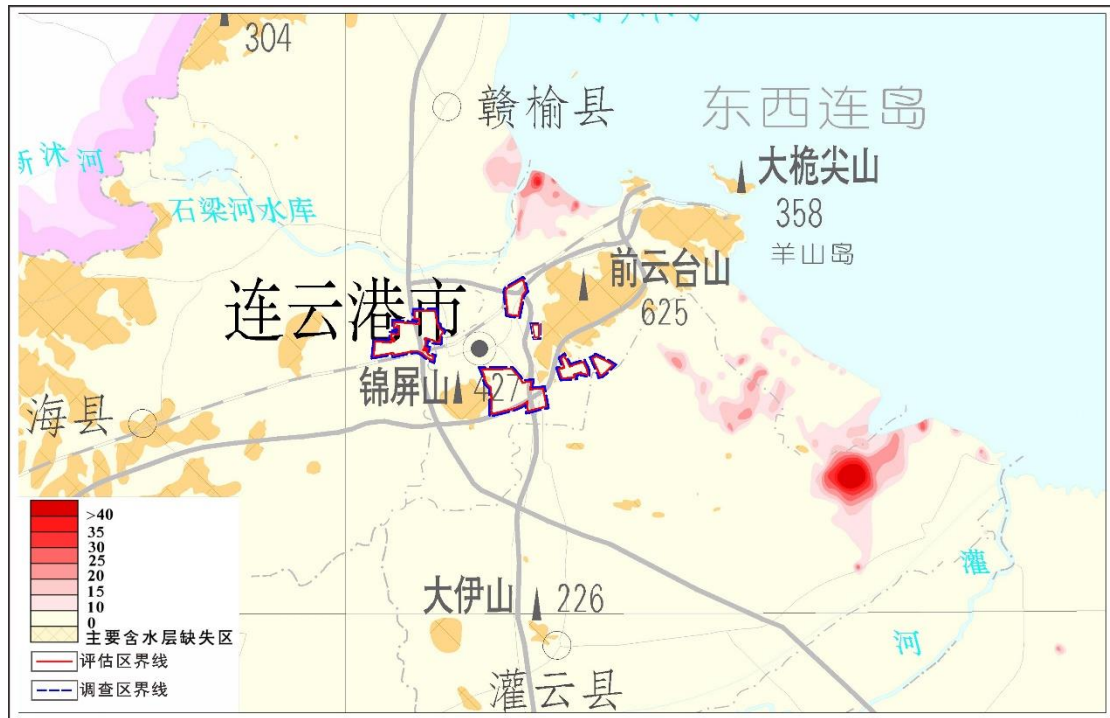 304
赣榆县
东西连岛
大桅尖山
358
羊山岛
新沭河
石梁河水库
前云台山
625
连云港市
锦屏山
427
海县
大伊山
226
灌云县
灌河
>40
35
30
25
20
15
10
0
主要含水层缺失区
评估区界线
调查区界线